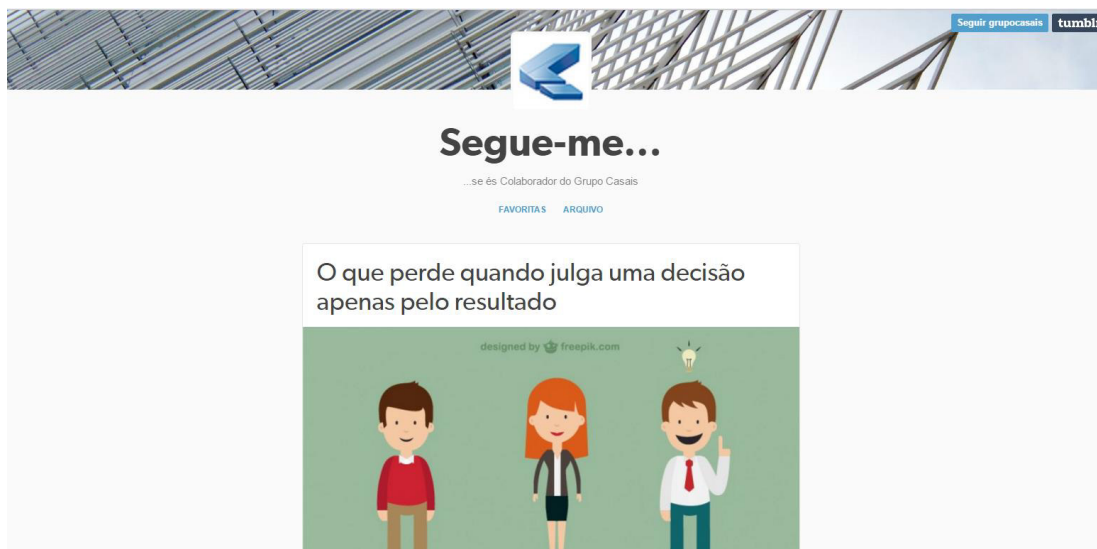 Seguir grupocasais
Segue-me...
...se és Colaborador do Grupo Casais
FAVORITAS ARQUIVO
O que perde quando julga uma decisão
apenas pelo resultado
designed by freepik.com